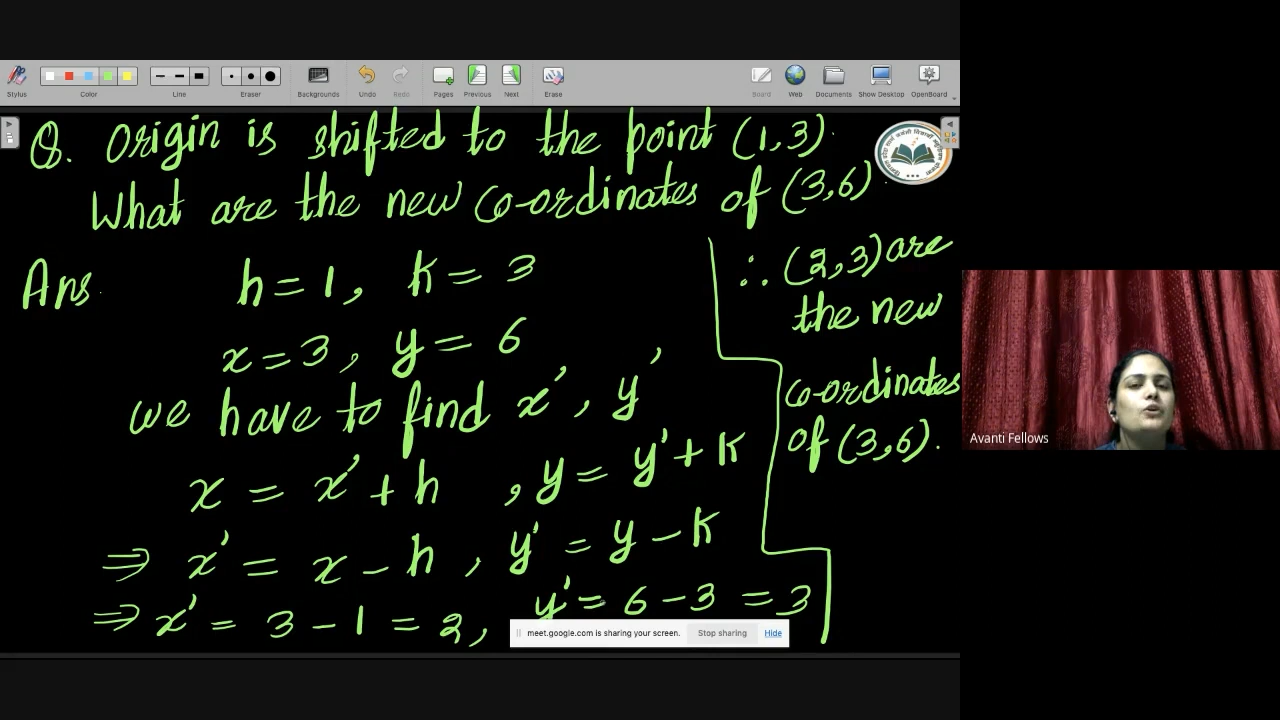 Stylus Color Line Eraser Backgrounds Undo Redo Pages Previous Next Erase Board Web Documents Show Desktop OpenBoard
Q. Origin is shifted to the point (1,3).
What are the new co-ordinates of (3,6).
Ans.
h = 1, k = 3
x = 3, y = 6
we have to find x', y'
x = x' + h , y = y' + k
⇒ x' = x - h , y' = y - k
⇒ x' = 3 - 1 = 2, y' = 6 - 3 = 3
∴ (2,3) are
the new
co-ordinates
of (3,6).
meet.google.com is sharing your screen. Stop sharing Hide
Avanti Fellows